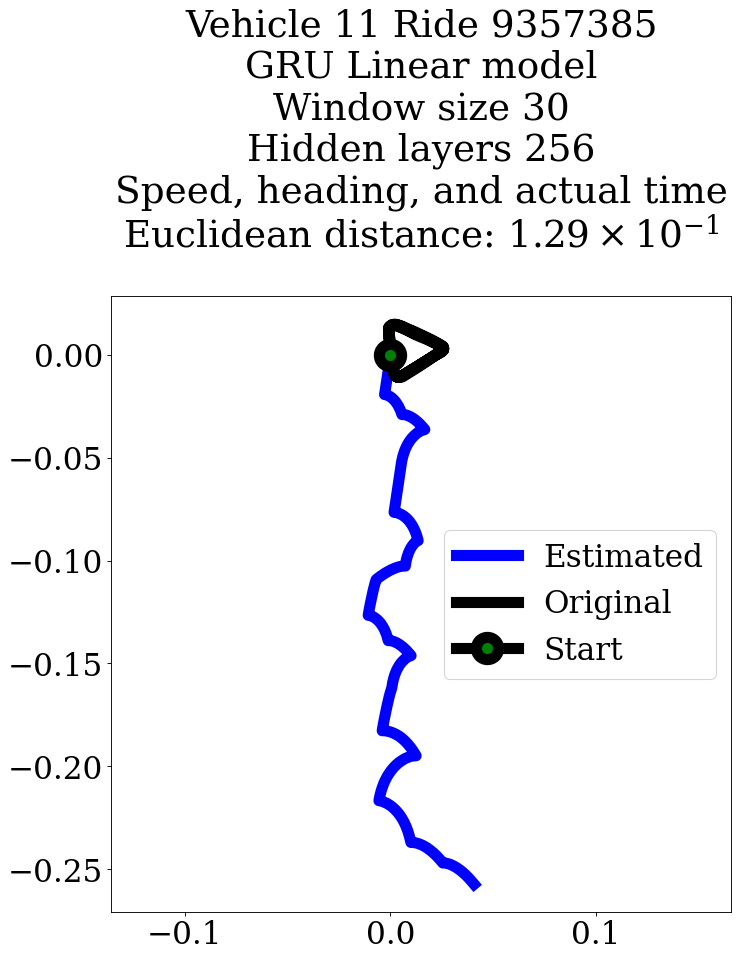 Vehicle 11 Ride 9357385
GRU Linear model
Window size 30
Hidden layers 256
Speed, heading, and actual time
Euclidean distance: 1.29 × 10⁻¹
0.00
−0.05
−0.10
−0.15
−0.20
−0.25
Estimated
Original
Start
−0.1 0.0 0.1